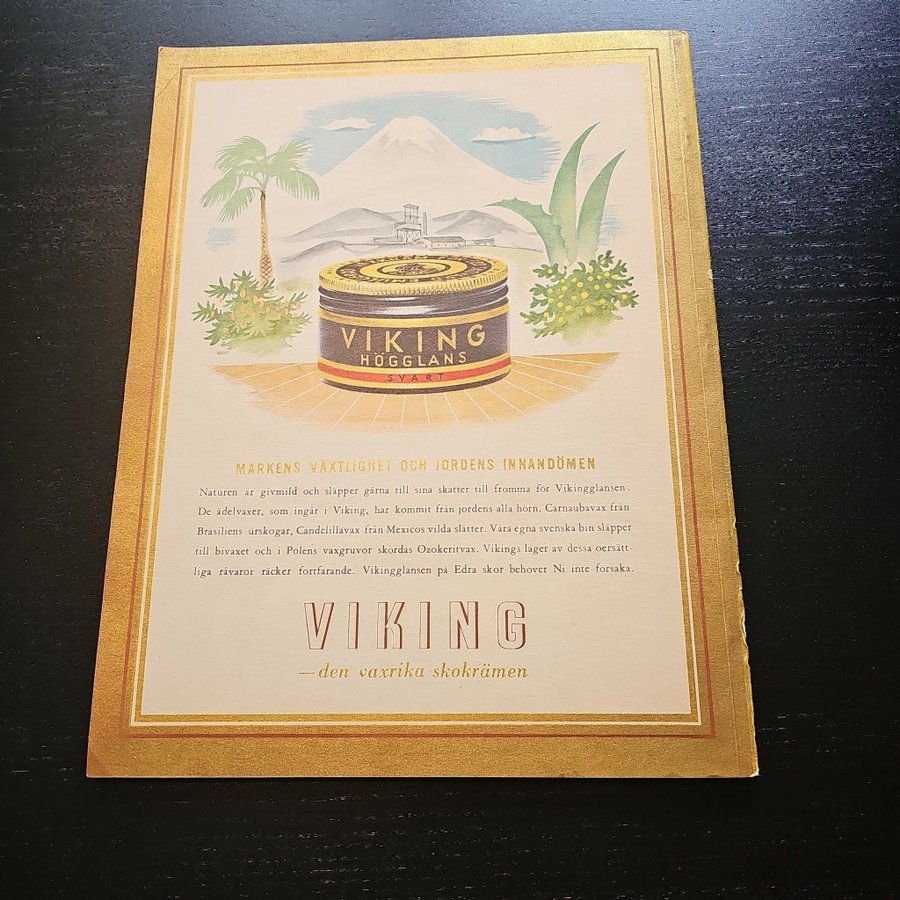 VIKING
HÖGGLANS
SVART
MARKENS VÄXTLIGHET OCH JORDENS INNANDÖMEN
Naturen är givmild och släpper gärna till sina skatter till fromma för Vikingglansen.
De ädelvaxer, som ingår i Viking, har kommit från jordens alla hörn. Carnaubavax från
Brasiliens urskogar, Candélillavax från Mexicos vilda slätter. Våra egna svenska bin släpper
till bivaxet och i Polens vaxgruvor skördas Ozokeritvax. Vikings lager av dessa oersätt-
liga råvaror räcker fortfarande. Vikingglansen på Edra skor behöver Ni inte försaka.
VIKING
—den vaxrika skokrämen